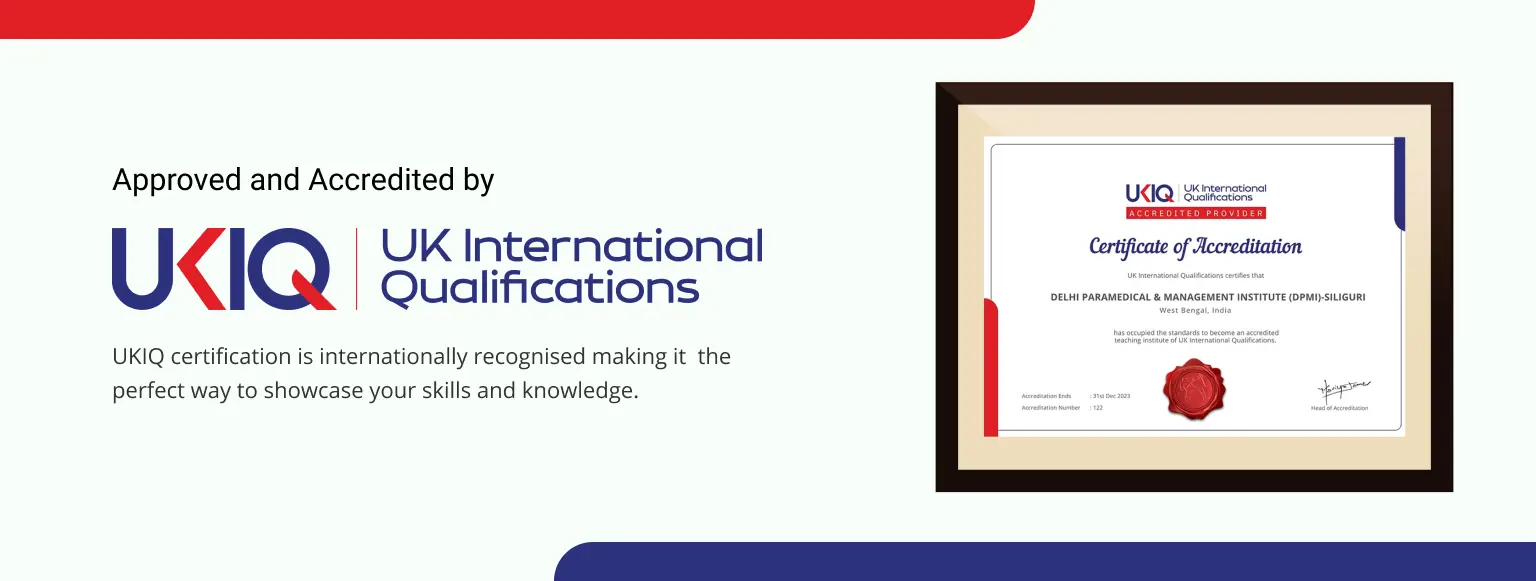 Approved and Accredited by
UKIQ
UK International
Qualifications
UKIQ certification is internationally recognised making it  the
perfect way to showcase your skills and knowledge.
UKIQ
UK International
Qualifications
ACCREDITED PROVIDER
Certificate of Accreditation
UK International Qualifications certifies that
DELHI PARAMEDICAL & MANAGEMENT INSTITUTE (DPMI)-SILIGURI
West Bengal, India
has occupied the standards to become an accredited
teaching institute of UK International Qualifications.
Accreditation Ends : 31st Dec 2023
Accreditation Number : 122
Head of Accreditation